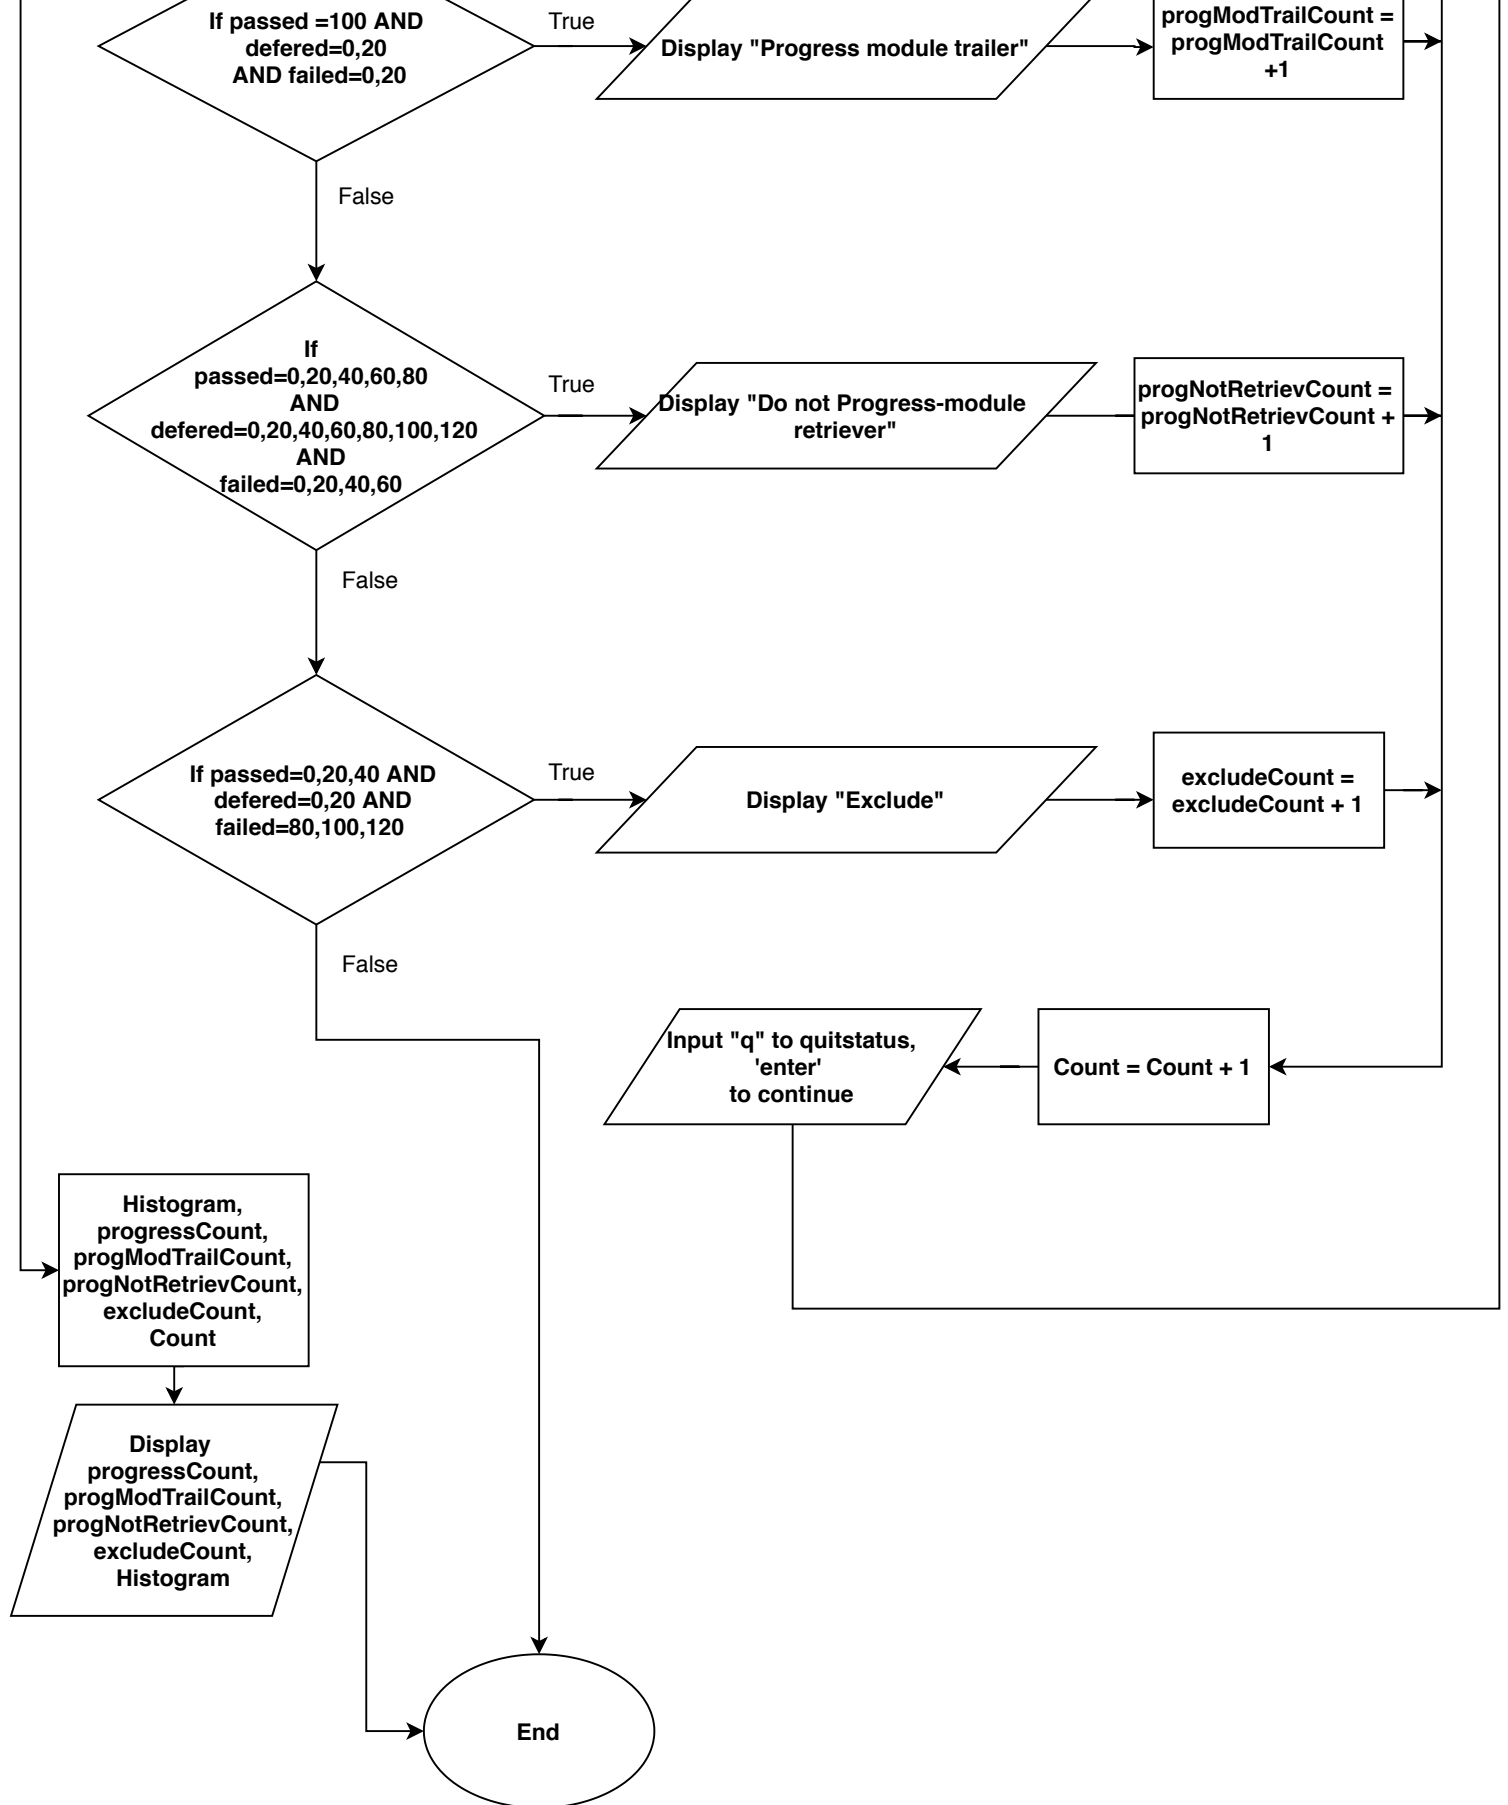 If passed =100 AND
defered=0,20
AND failed=0,20
True
Display "Progress module trailer"
progModTrailCount =
progModTrailCount
+1
False
If
passed=0,20,40,60,80
AND
defered=0,20,40,60,80,100,120
AND
failed=0,20,40,60
True
Display "Do not Progress-module
retriever"
progNotRetrievCount =
progNotRetrievCount +
1
False
If passed=0,20,40 AND
defered=0,20 AND
failed=80,100,120
True
Display "Exclude"
excludeCount =
excludeCount + 1
False
Input "q" to quitstatus,
'enter'
to continue
Count = Count + 1
Histogram,
progressCount,
progModTrailCount,
progNotRetrievCount,
excludeCount,
Count
Display
progressCount,
progModTrailCount,
progNotRetrievCount,
excludeCount,
Histogram
End